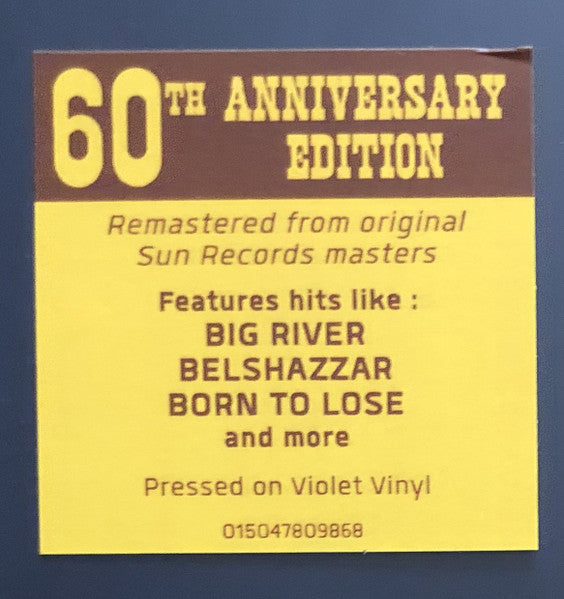 60TH ANNIVERSARY
EDITION
Remastered from original
Sun Records masters
Features hits like :
BIG RIVER
BELSHAZZAR
BORN TO LOSE
and more
Pressed on Violet Vinyl
015047809868